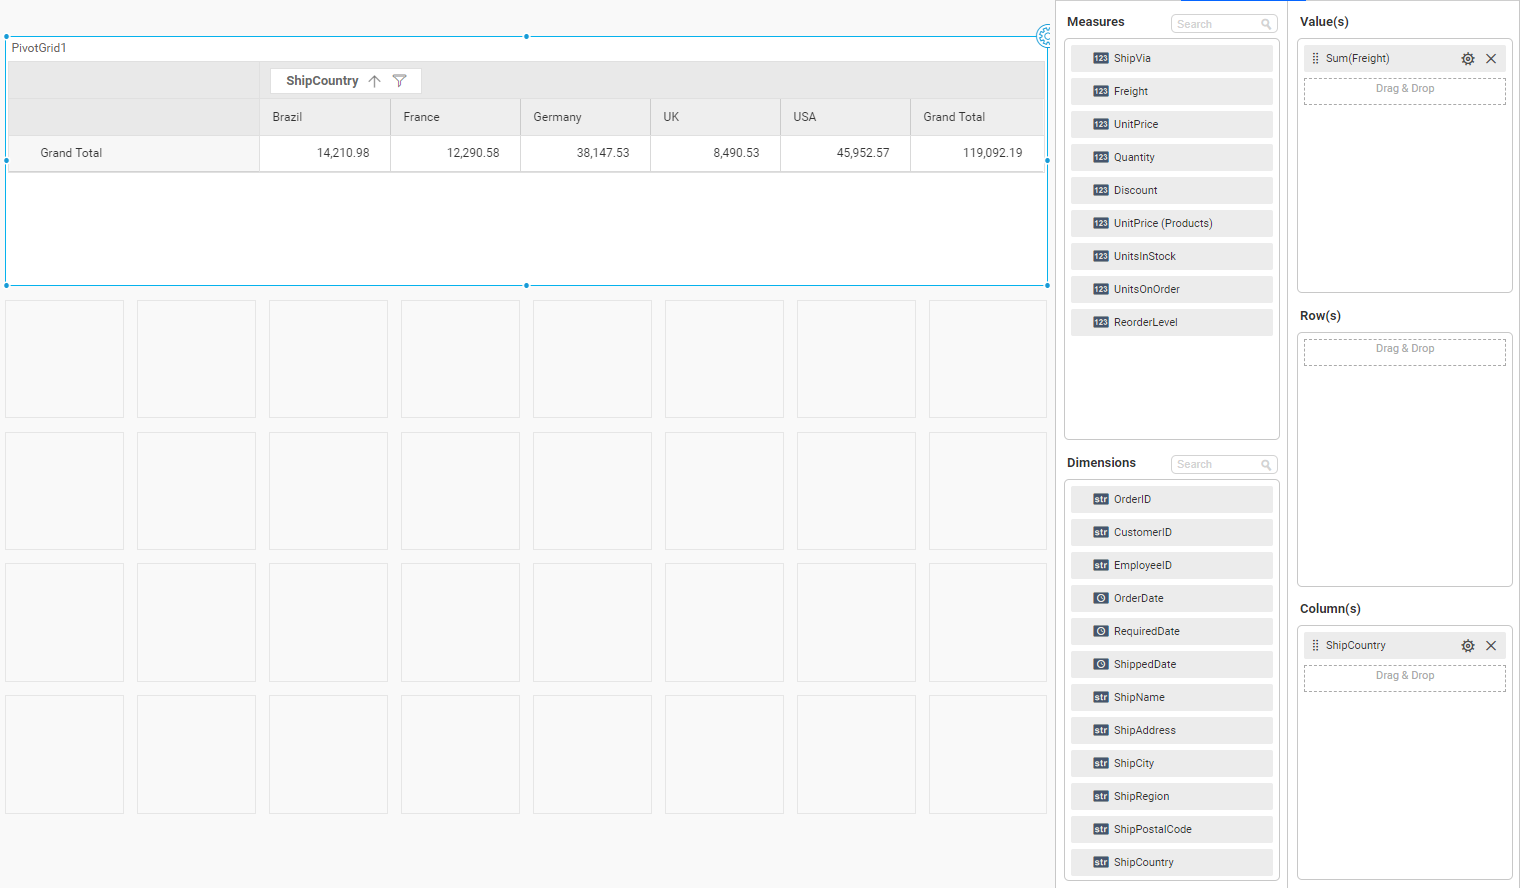 PivotGrid1
ShipCountry
Brazil France Germany UK USA Grand Total
Grand Total 14,210.98 12,290.58 38,147.53 8,490.53 45,952.57 119,092.19
Measures
Search
123 ShipVia
123 Freight
123 UnitPrice
123 Quantity
123 Discount
123 UnitPrice (Products)
123 UnitsInStock
123 UnitsOnOrder
123 ReorderLevel
Dimensions
Search
str OrderID
str CustomerID
str EmployeeID
OrderDate
RequiredDate
ShippedDate
str ShipName
str ShipAddress
str ShipCity
str ShipRegion
str ShipPostalCode
str ShipCountry
Value(s)
Sum(Freight)
Drag & Drop
Row(s)
Drag & Drop
Column(s)
ShipCountry
Drag & Drop